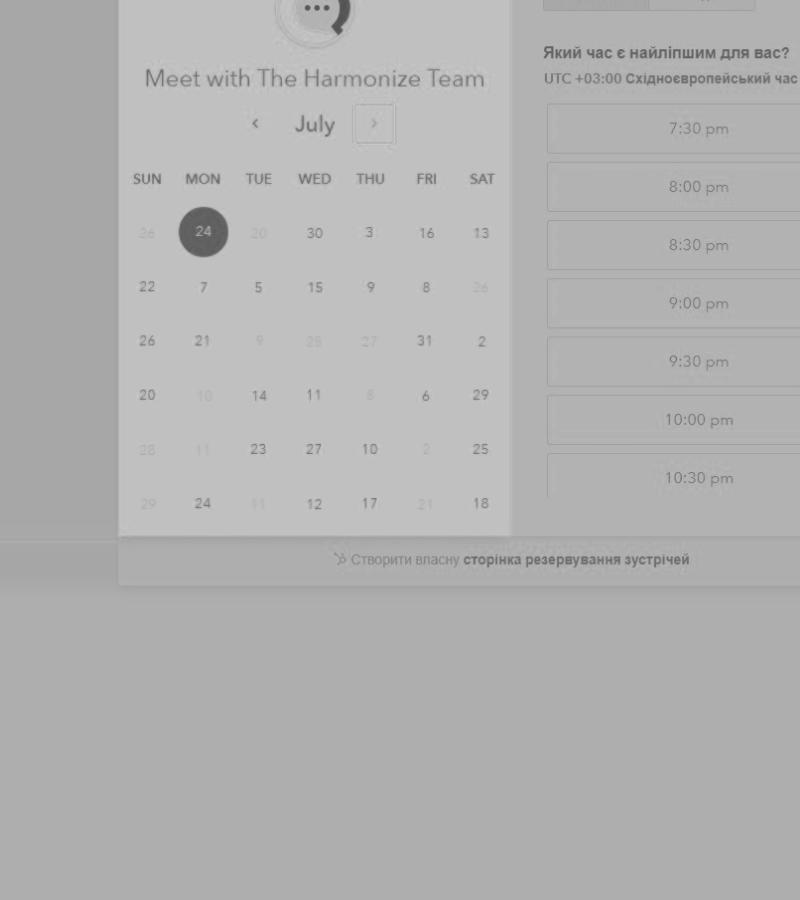 Meet with The Harmonize Team
July
SUN MON TUE WED THU FRI SAT
26 24 20 30 3 16 13
22 7 5 15 9 8 26
26 21 9 25 27 31 2
20 10 14 11 8 6 29
28 11 23 27 10 2 25
29 24 11 12 17 21 18
Який час є найліпшим для вас?
UTC +03:00 Східноєвропейський час
7:30 pm
8:00 pm
8:30 pm
9:00 pm
9:30 pm
10:00 pm
10:30 pm
Створити власну сторінка резервування зустрічей